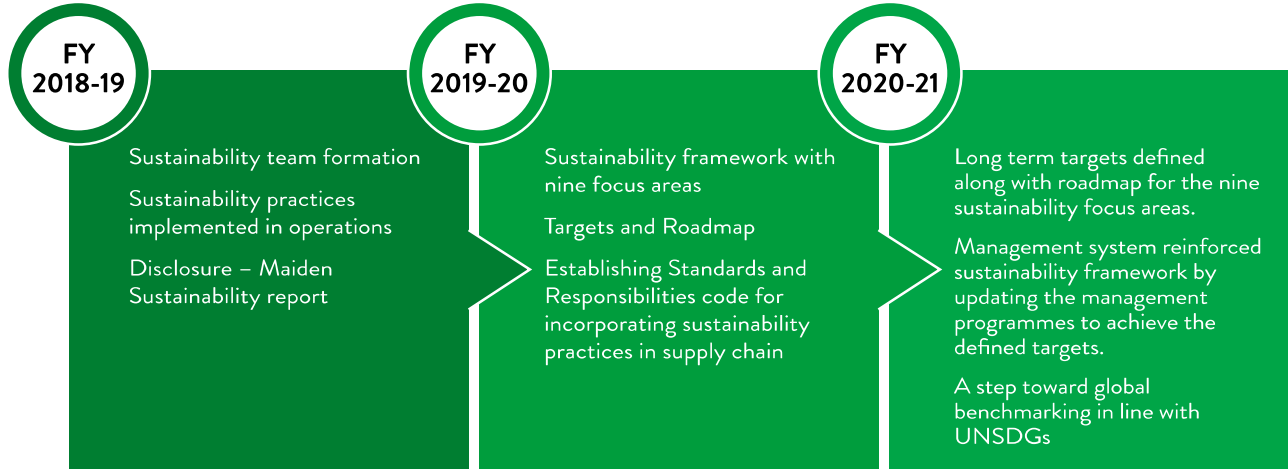 FY
2018-19
Sustainability team formation
Sustainability practices
implemented in operations
Disclosure – Maiden
Sustainability report
FY
2019-20
Sustainability framework with
nine focus areas
Targets and Roadmap
Establishing Standards and
Responsibilities code for
incorporating sustainability
practices in supply chain
FY
2020-21
Long term targets defined
along with roadmap for the nine
sustainability focus areas.
Management system reinforced
sustainability framework by
updating the management
programmes to achieve the
defined targets.
A step toward global
benchmarking in line with
UNSDGs